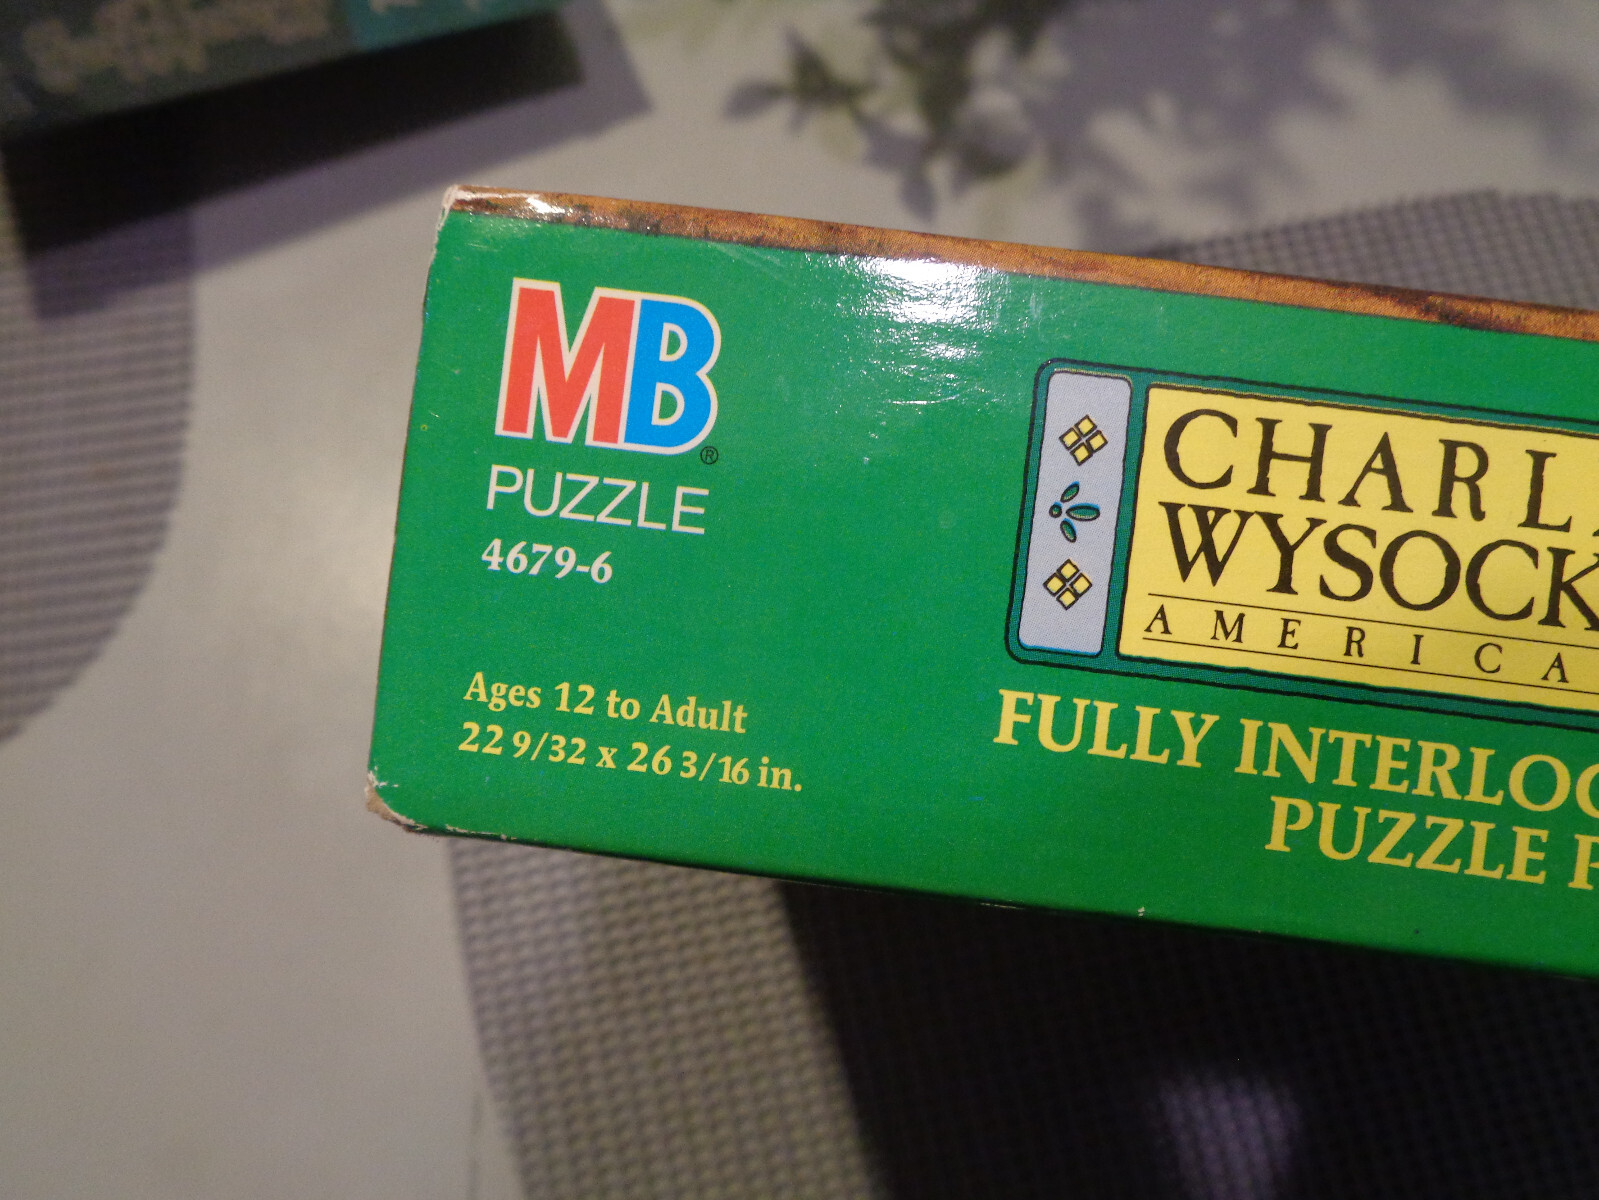 MB®
PUZZLE
4679-6
Ages 12 to Adult
22 9/32 x 26 3/16 in.
CHARL
WYSOCK
AMERICA
FULLY INTERLOC
PUZZLE P